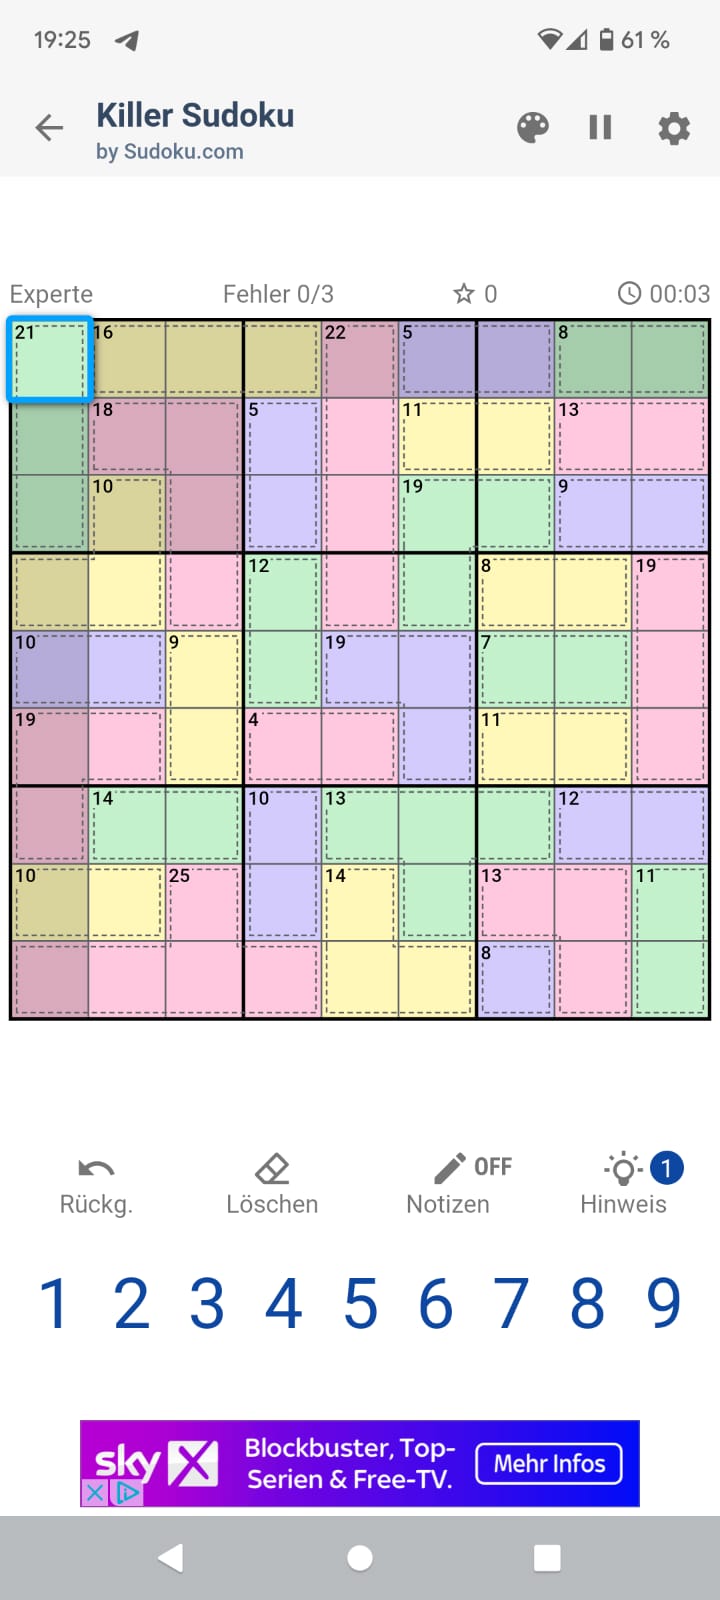 19:25 61 %
Killer Sudoku
by Sudoku.com
Experte Fehler 0/3 0 00:03
21 16 22 5 8
18 5 11 13
10 19 9
12 8 19
10 9 19 7
19 4 11
14 10 13 12
10 25 14 13 11
8
OFF 1
Rückg. Löschen Notizen Hinweis
1 2 3 4 5 6 7 8 9
sky X Blockbuster, Top-
Serien & Free-TV.
Mehr Infos